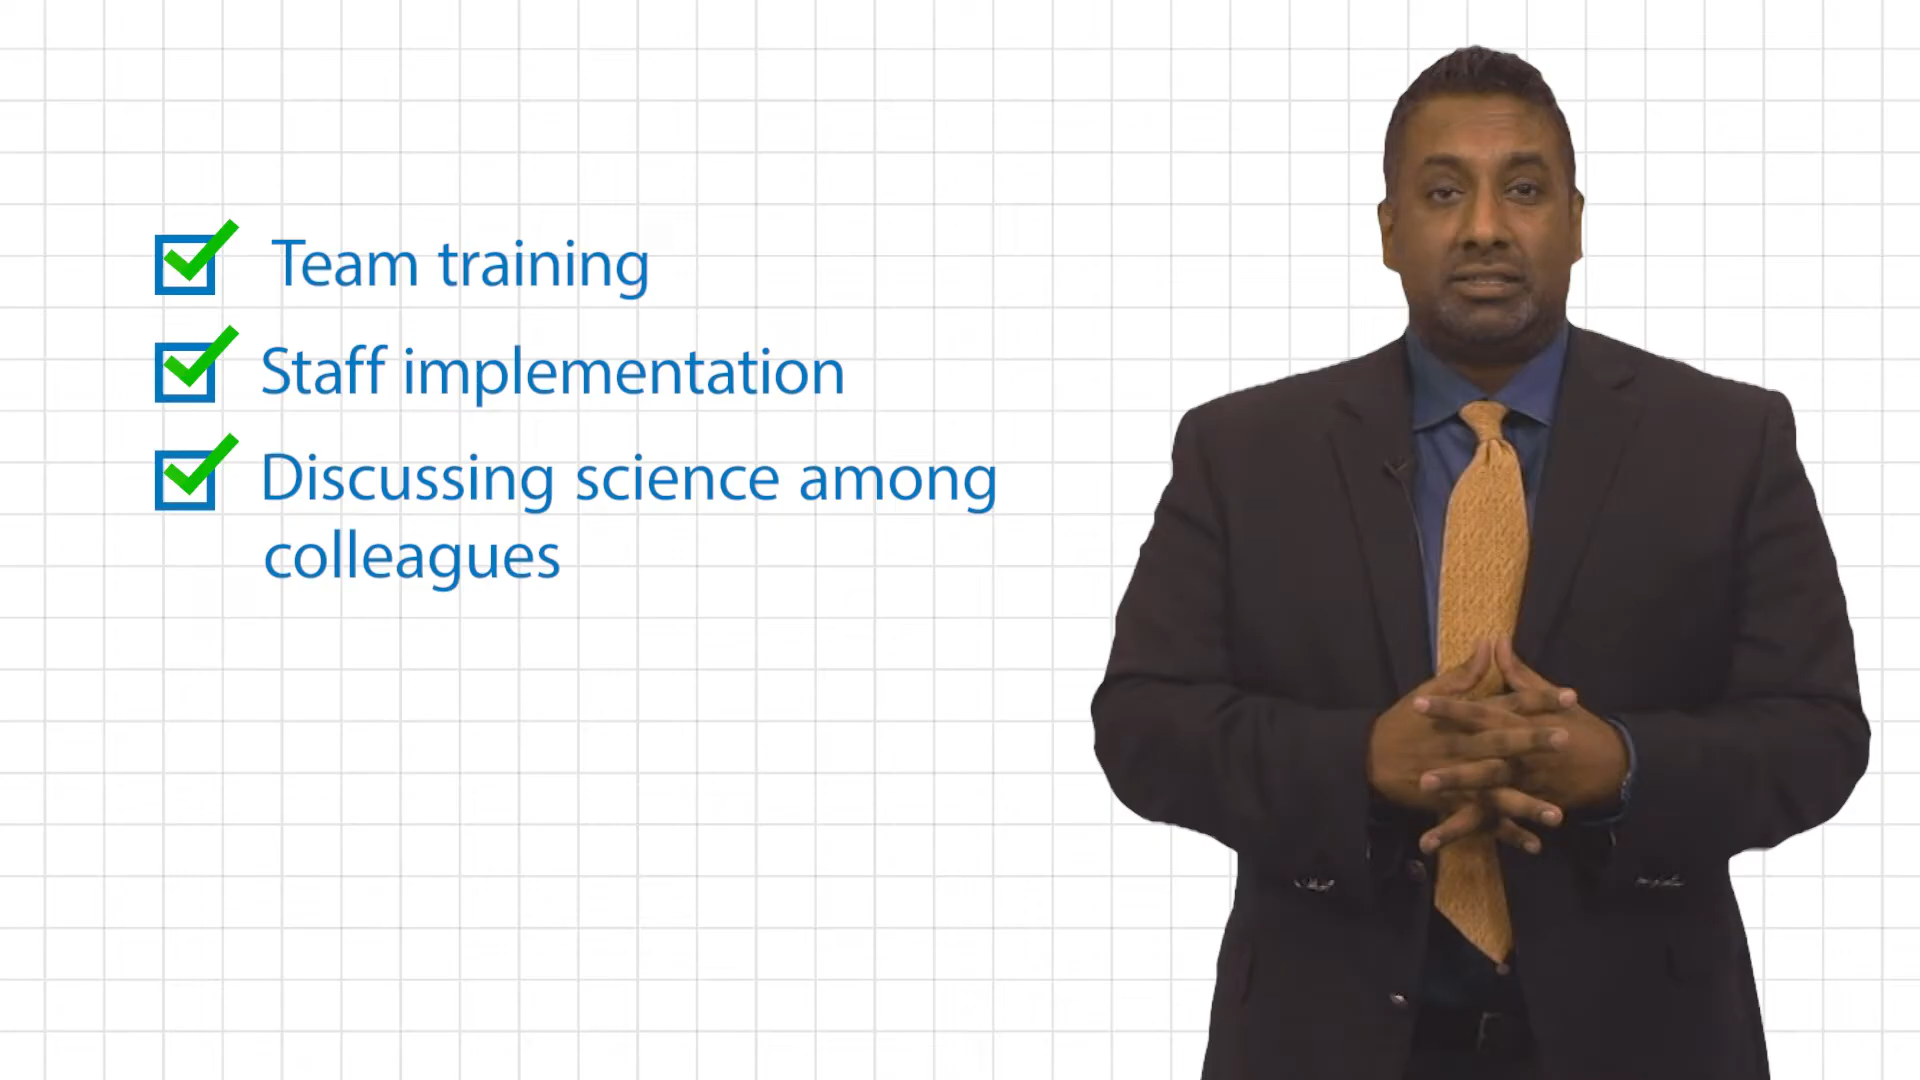 Team training
Staff implementation
Discussing science among
colleagues